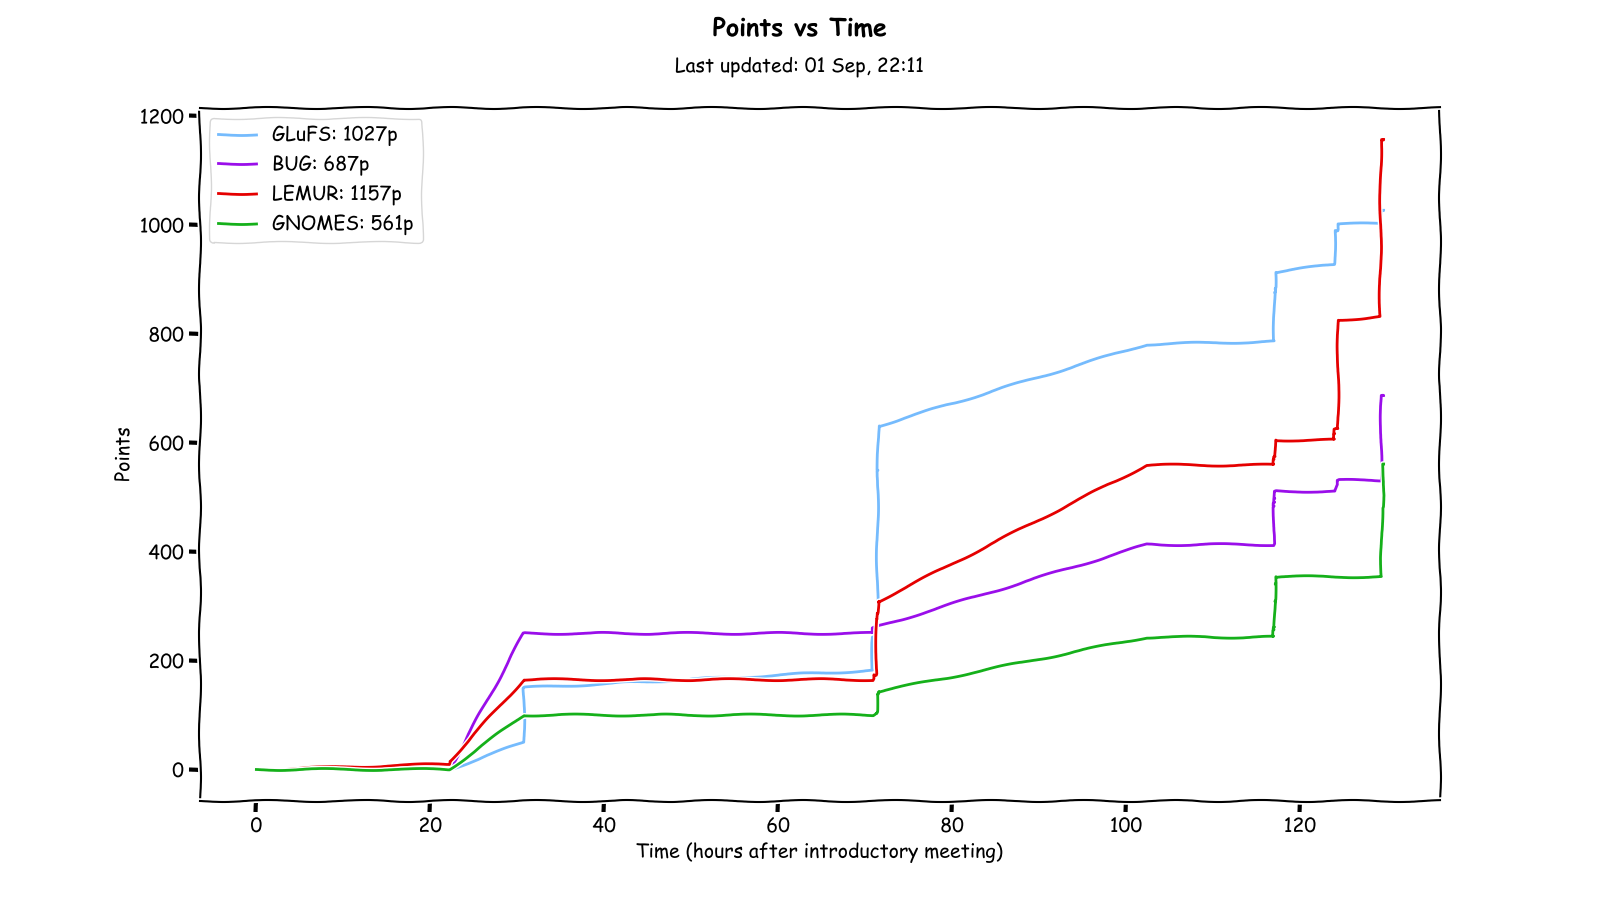 Points vs Time
Last updated: 01 Sep, 22:11
GLuFS: 1027p
BUG: 687p
LEMUR: 1157p
GNOMES: 561p
1200
1000
800
600
400
200
0
Points
0 20 40 60 80 100 120
Time (hours after introductory meeting)